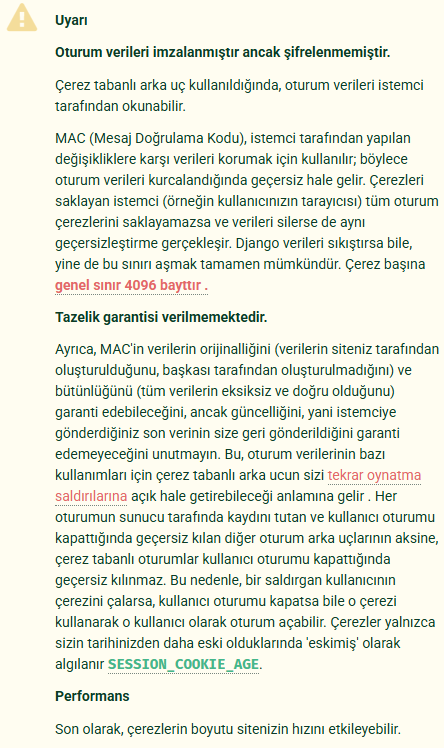 Uyarı
Oturum verileri imzalanmıştır ancak şifrelenmemiştir.
Çerez tabanlı arka uç kullanıldığında, oturum verileri istemci
tarafından okunabilir.
MAC (Mesaj Doğrulama Kodu), istemci tarafından yapılan
değişikliklere karşı verileri korumak için kullanılır; böylece
oturum verileri kurcalandığında geçersiz hale gelir. Çerezleri
saklayan istemci (örneğin kullanıcınızın tarayıcısı) tüm oturum
çerezlerini saklayamazsa ve verileri silerse de aynı
geçersizleştirme gerçekleşir. Django verileri sıkıştırsa bile,
yine de bu sınırı aşmak tamamen mümkündür. Çerez başına
genel sınır 4096 bayttır .
Tazelik garantisi verilmemektedir.
Ayrıca, MAC'in verilerin orijinalliğini (verilerin siteniz tarafından
oluşturulduğunu, başkası tarafından oluşturulmadığını) ve
bütünlüğünü (tüm verilerin eksiksiz ve doğru olduğunu)
garanti edebileceğini, ancak güncelliğini, yani istemciye
gönderdiğiniz son verinin size geri gönderildiğini garanti
edemeyeceğini unutmayın. Bu, oturum verilerinin bazı
kullanımları için çerez tabanlı arka ucun sizi tekrar oynatma
saldırılarına açık hale getirebileceği anlamına gelir . Her
oturumun sunucu tarafında kaydını tutan ve kullanıcı oturumu
kapattığında geçersiz kılan diğer oturum arka uçlarının aksine,
çerez tabanlı oturumlar kullanıcı oturumu kapattığında
geçersiz kılınmaz. Bu nedenle, bir saldırgan kullanıcının
çerezini çalarsa, kullanıcı oturumu kapatsa bile o çerezi
kullanarak o kullanıcı olarak oturum açabilir. Çerezler yalnızca
sizin tarihinizden daha eski olduklarında 'eskimiş' olarak
algılanır SESSION_COOKIE_AGE.
Performans
Son olarak, çerezlerin boyutu sitenizin hızını etkileyebilir.